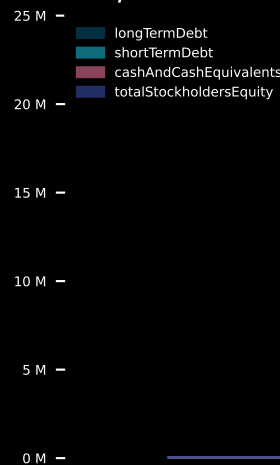 25 M
longTermDebt
shortTermDebt
cashAndCashEquivalents
totalStockholdersEquity
20 M
15 M
10 M
5 M
0 M